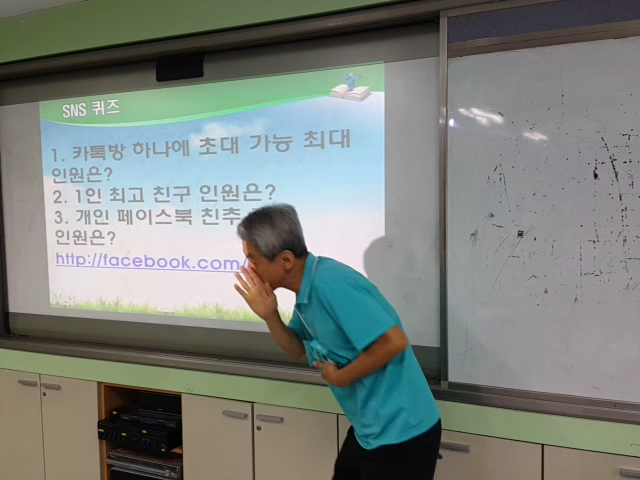 SNS 퀴즈
1. 카톡방 하나에 초대 가능 최대
인원은?
2. 1인 최고 친구 인원은?
3. 개인 페이스북 친추
인원은?
http://facebook.com/